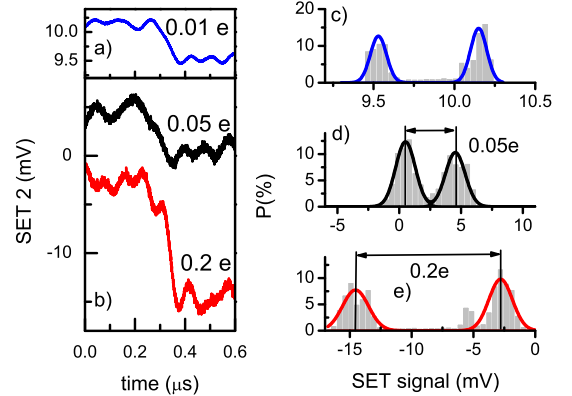 10.0
9.5
a)
0.01 e
0
-10
0.05 e
0.2 e
b)
SET 2 (mV)
0.0 0.2 0.4 0.6
time (μs)
c)
20
10
0
9.5 10.0 10.5
d)
10
5
0
0.05e
-5 0 5 10
P(%)
e)
10
5
0
0.2e
-15 -10 -5 0
SET signal (mV)